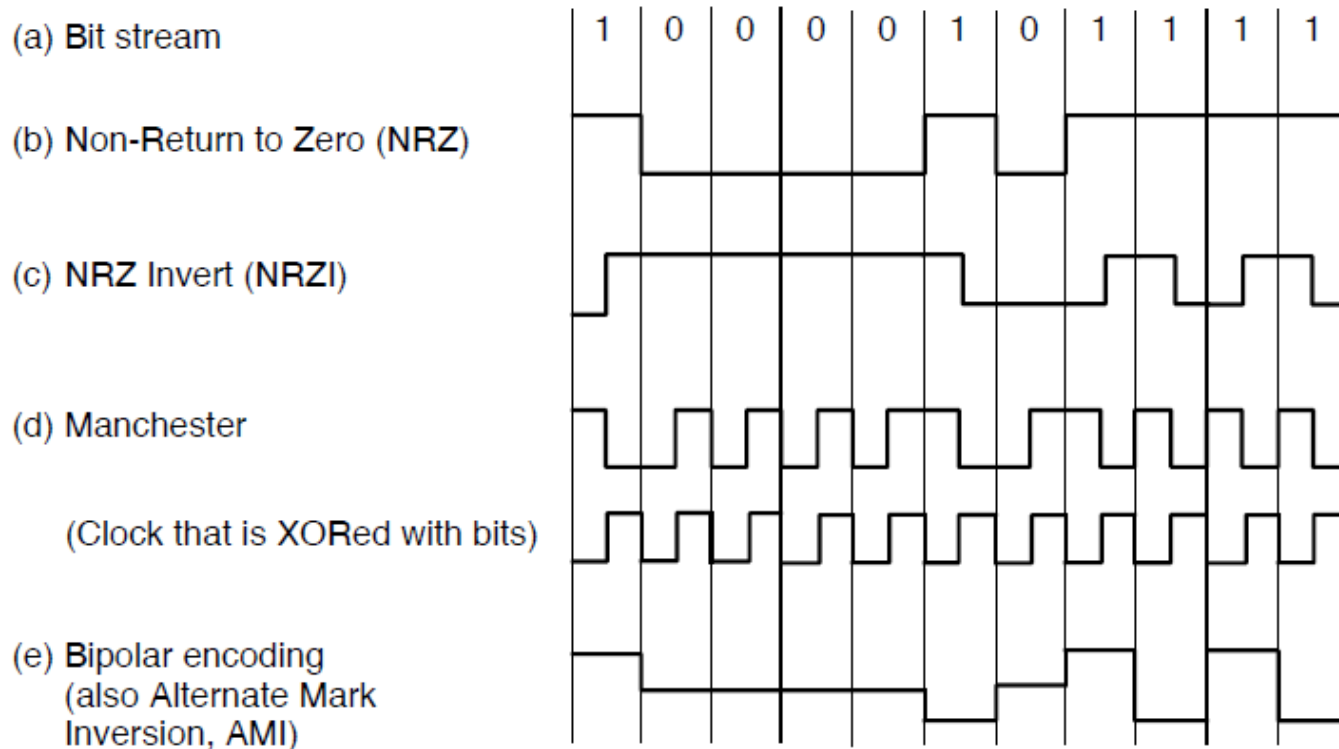 (a) Bit stream 1 0 0 0 0 1 0 1 1 1 1
(b) Non-Return to Zero (NRZ)
(c) NRZ Invert (NRZI)
(d) Manchester
(Clock that is XORed with bits)
(e) Bipolar encoding
(also Alternate Mark
Inversion, AMI)